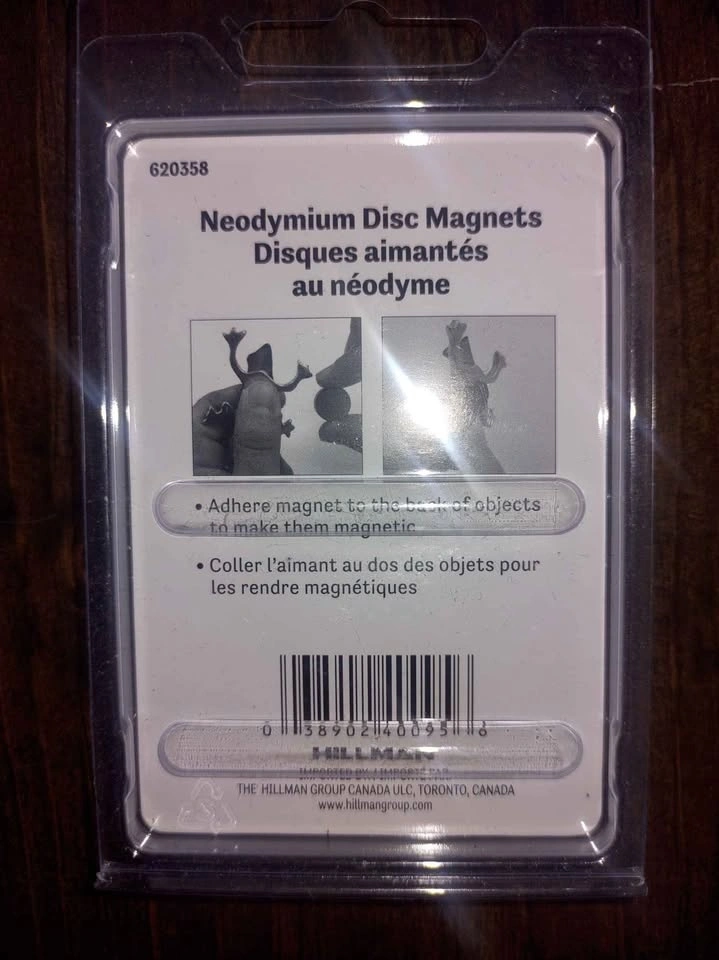 620358
Neodymium Disc Magnets
Disques aimantés
au néodyme
• Adhere magnet to the back of objects
to make them magnetic
• Coller l'aimant au dos des objets pour
les rendre magnétiques
0 38902 40095 6
HILLMAN
IMPORTED BY / IMPORTÉ PAR
THE HILLMAN GROUP CANADA ULC, TORONTO, CANADA
www.hillmangroup.com